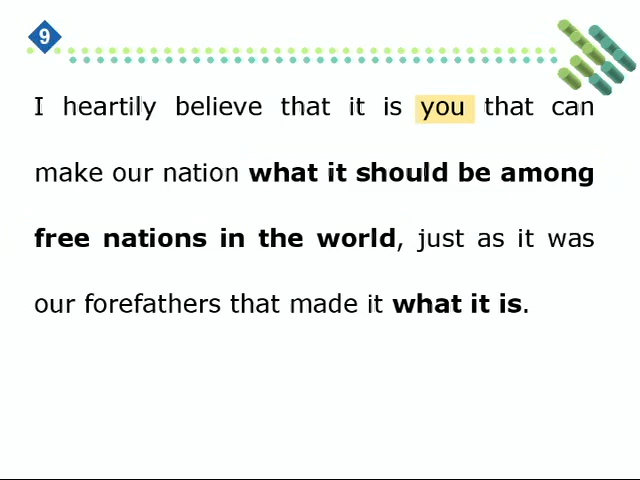 9
I heartily believe that it is you that can
make our nation what it should be among
free nations in the world, just as it was
our forefathers that made it what it is.